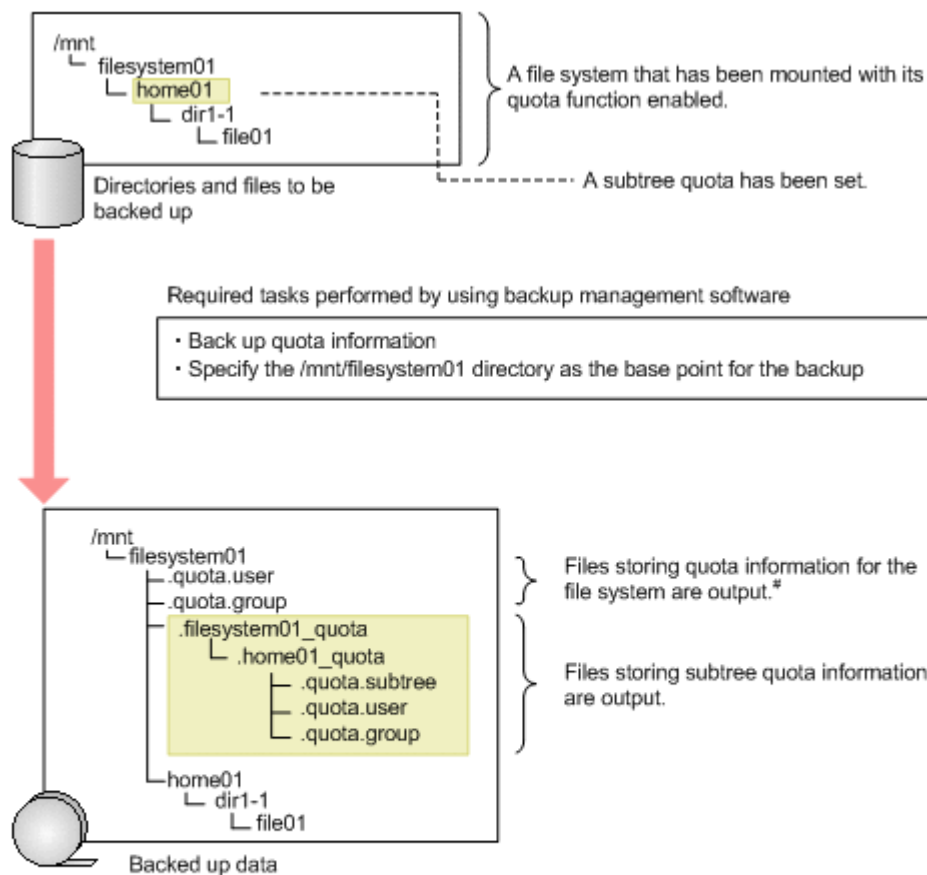 /mnt
filesystem01
home01
dir1-1
file01
A file system that has been mounted with its
quota function enabled.
A subtree quota has been set.
Directories and files to be
backed up
Required tasks performed by using backup management software
・Back up quota information
・Specify the /mnt/filesystem01 directory as the base point for the backup
/mnt
filesystem01
.quota.user
.quota.group
.filesystem01_quota
.home01_quota
.quota.subtree
.quota.user
.quota.group
home01
dir1-1
file01
Files storing quota information for the
file system are output.#
Files storing subtree quota information
are output.
Backed up data